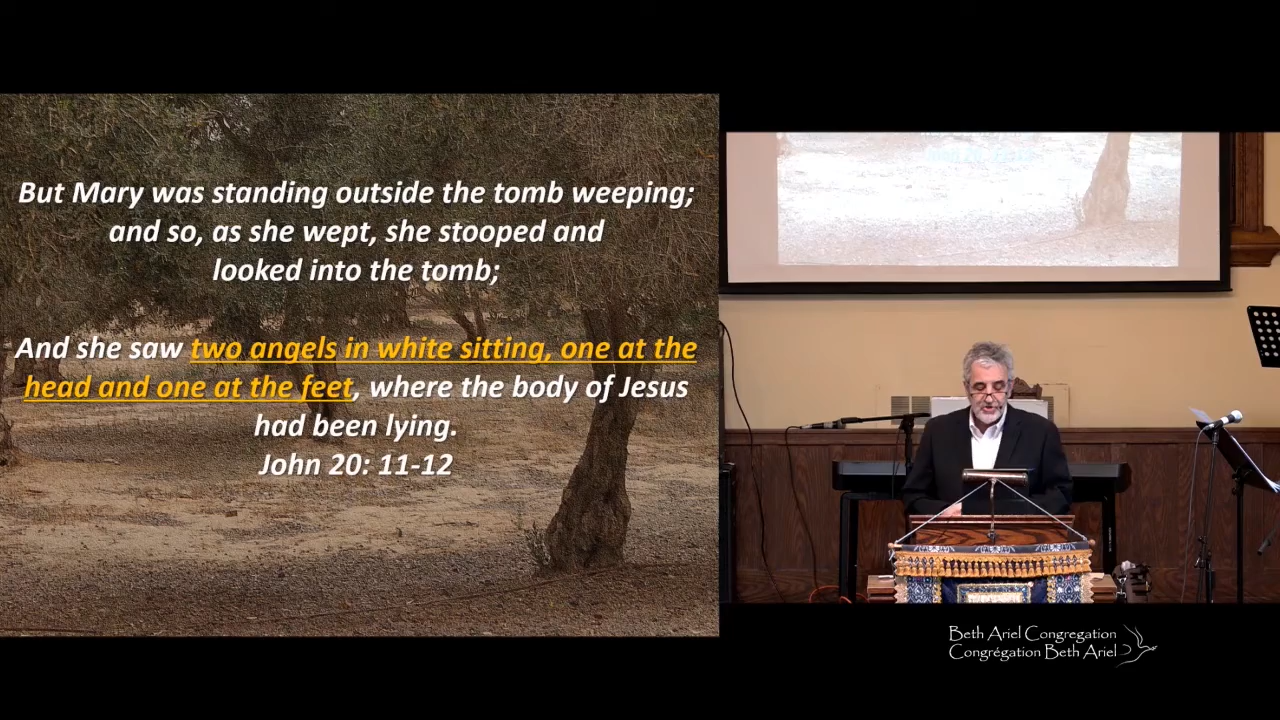 But Mary was standing outside the tomb weeping;
and so, as she wept, she stooped and
looked into the tomb;
And she saw two angels in white sitting, one at the
head and one at the feet, where the body of Jesus
had been lying.
John 20: 11-12
Beth Ariel Congregation
Congrégation Beth Ariel